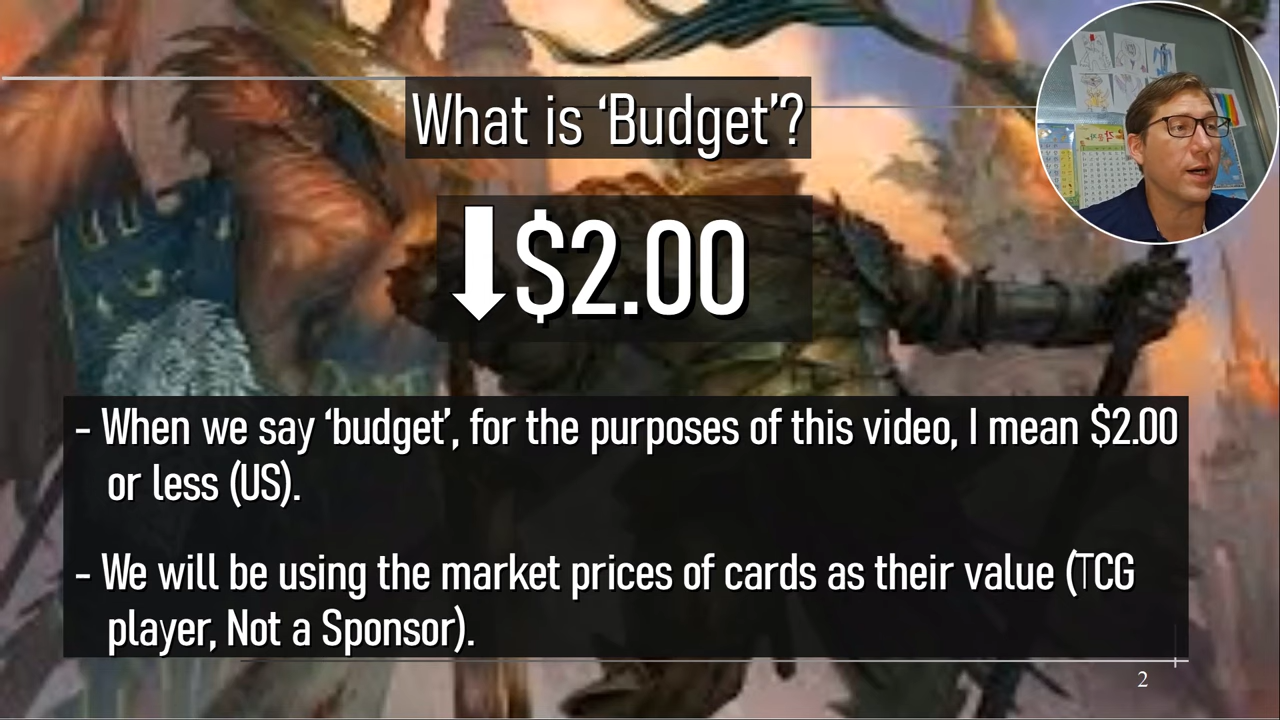 What is ‘Budget’?
$2.00
- When we say ‘budget’, for the purposes of this video, I mean $2.00
or less (US).
- We will be using the market prices of cards as their value (TCG
player, Not a Sponsor).
2